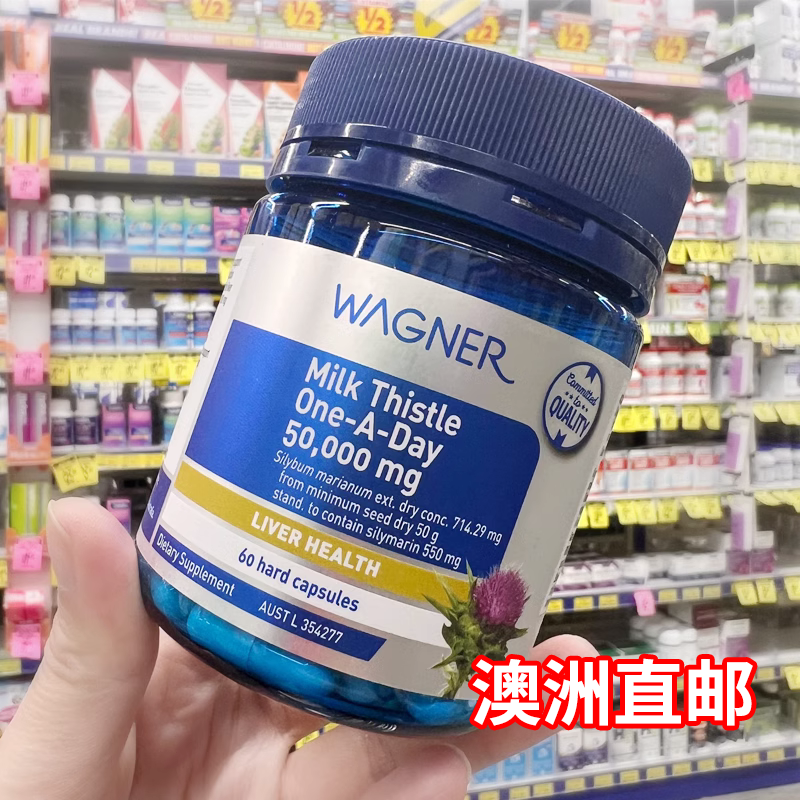 WAGNER
Committed
to
QUALITY
Milk Thistle
One-A-Day
50,000 mg
Silybum marianum ext. dry conc. 714.29 mg
from minimum seed dry 50 g
stand. to contain silymarin 550 mg
LIVER HEALTH
60 hard capsules
Dietary Supplement
AUST L 354277
澳洲直邮